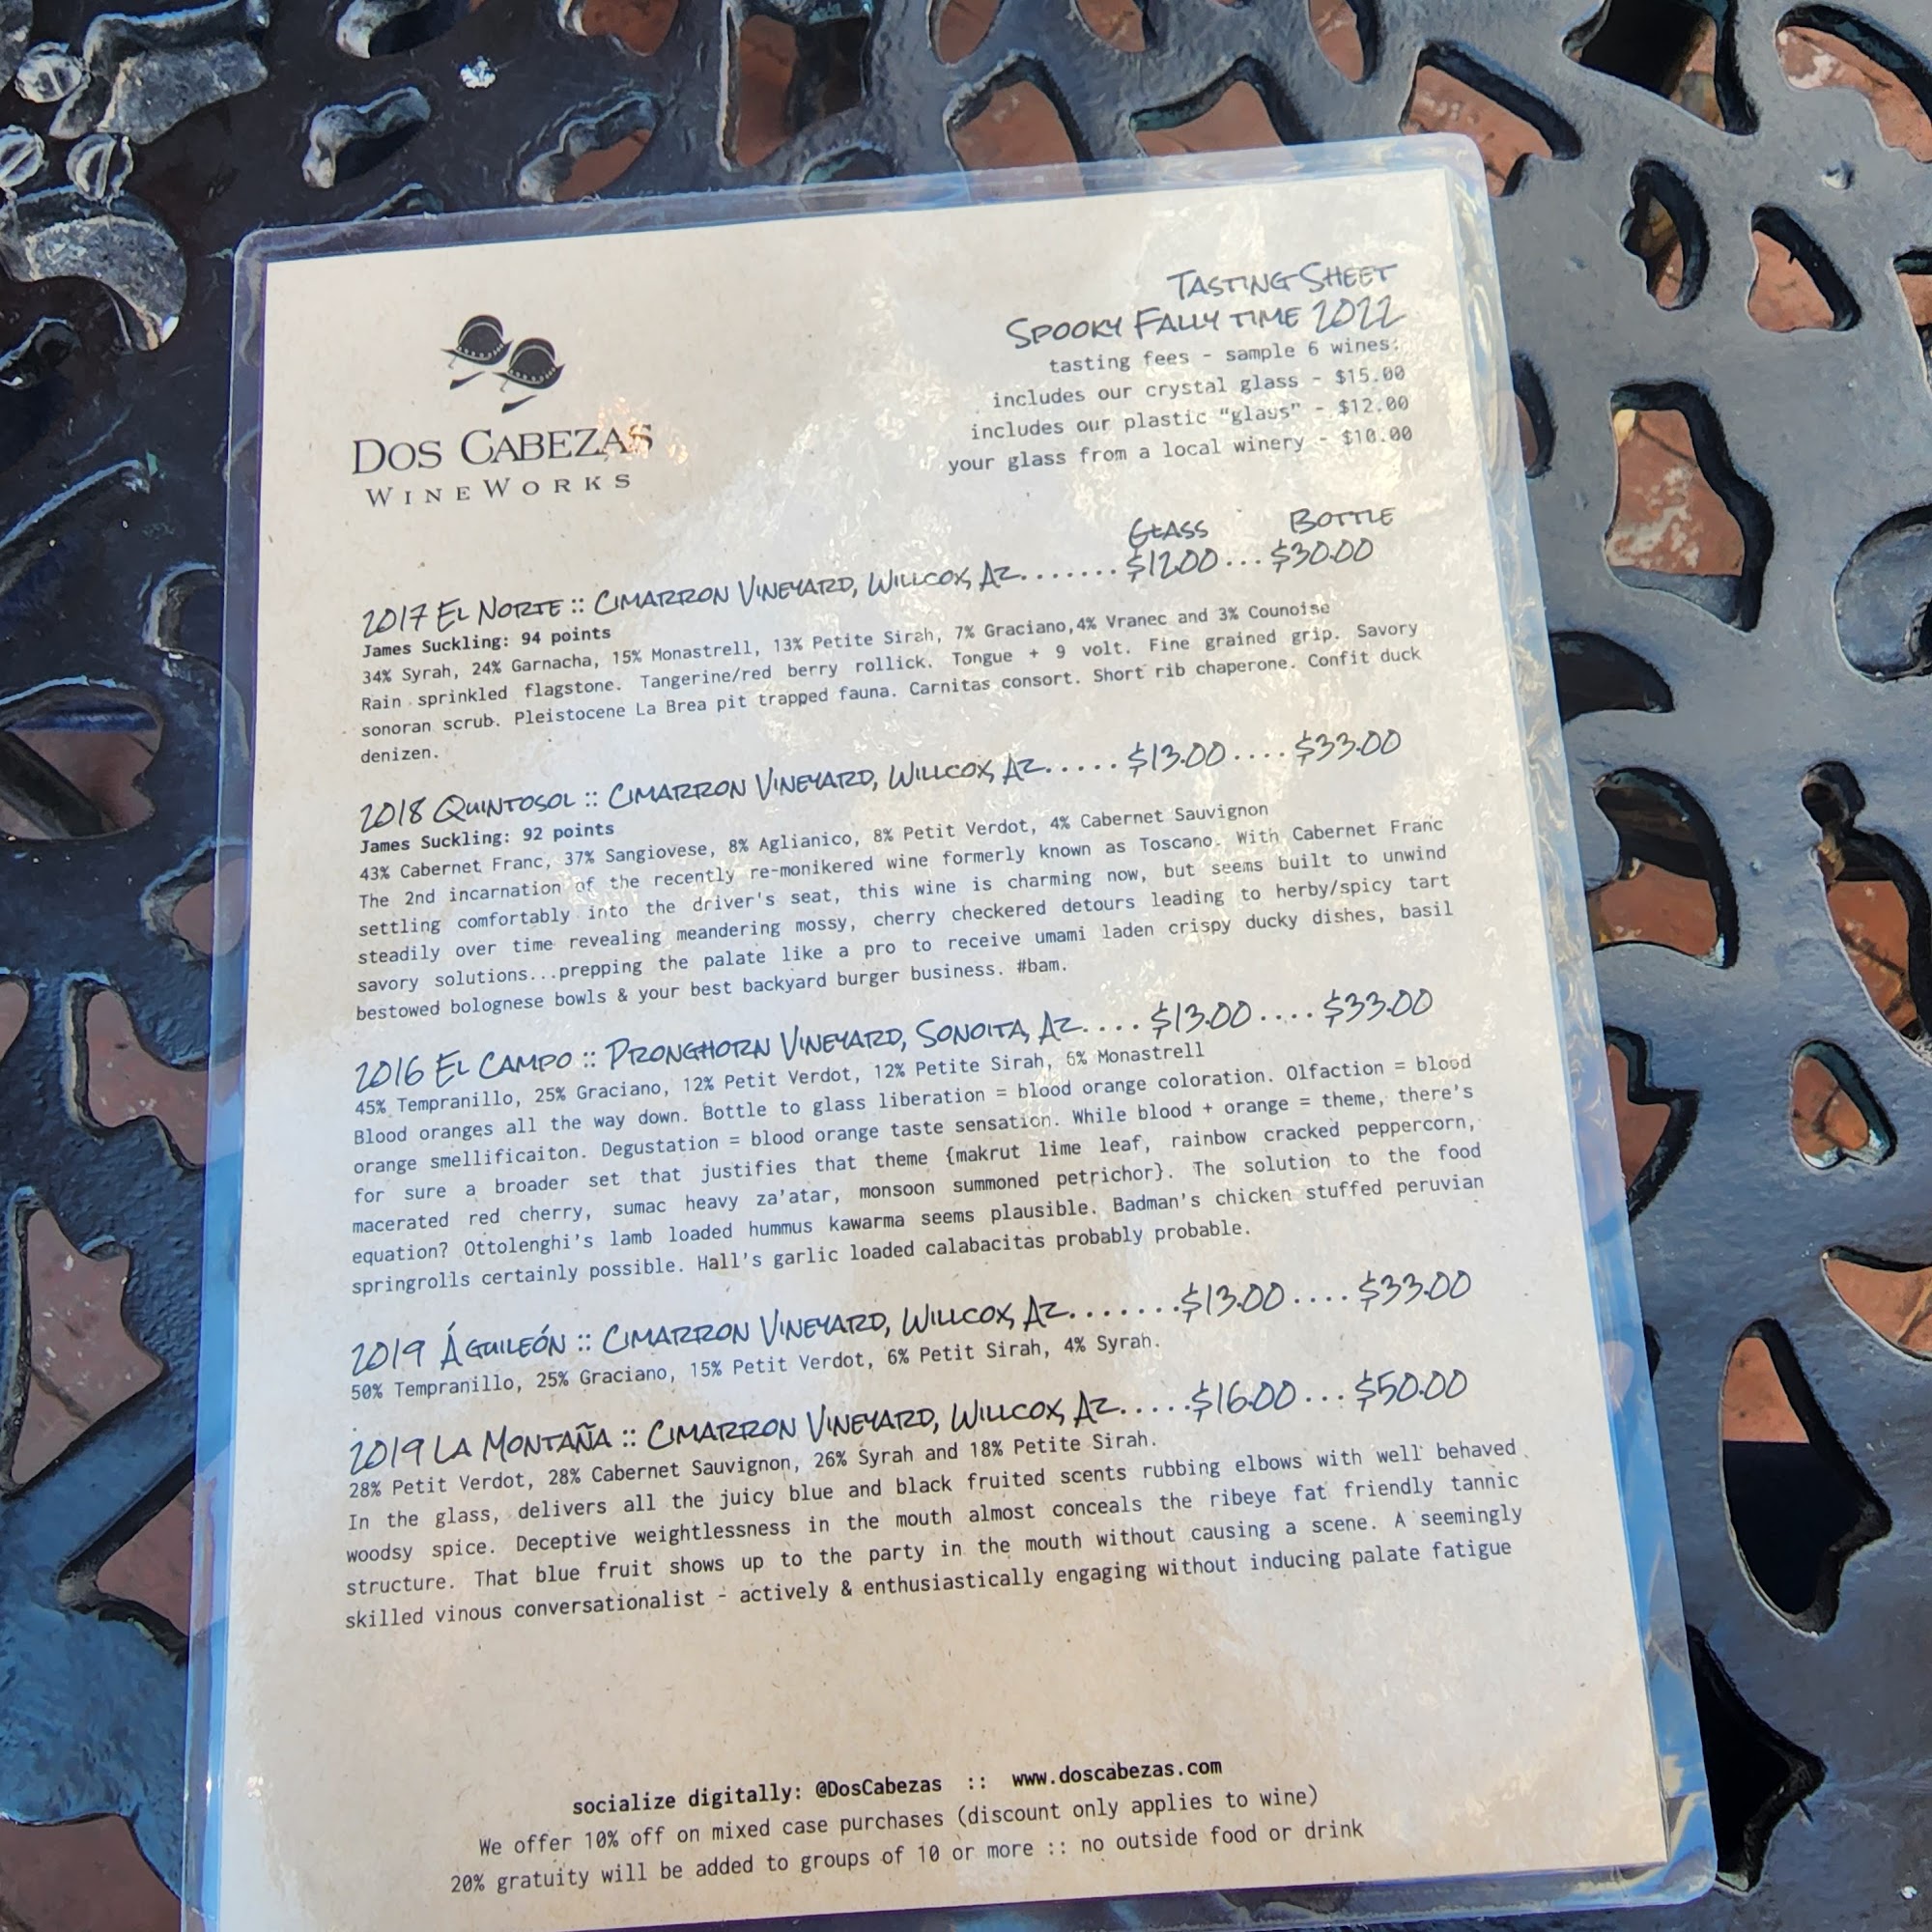 TASTING SHEET
SPOOKY FALLY TIME 2022
tasting fees - sample 6 wines:
includes our crystal glass - $15.00
includes our plastic "glass" - $12.00
your glass from a local winery - $10.00
DOS CABEZAS
WINEWORKS
GLASS BOTTLE
2017 EL NORTE :: CIMARRON VINEYARD, WILLCOX, AZ.......$12.00...$30.00
James Suckling: 94 points
34% Syrah, 24% Garnacha, 15% Monastrell, 13% Petite Sirah, 7% Graciano,4% Vranec and 3% Counoise
Rain sprinkled flagstone. Tangerine/red berry rollick. Tongue + 9 volt. Fine grained grip. Savory
sonoran scrub. Pleistocene La Brea pit trapped fauna. Carnitas consort. Short rib chaperone. Confit duck
denizen.
2018 QUINTOSOL :: CIMARRON VINEYARD, WILLCOX, AZ.....$13.00....$33.00
James Suckling: 92 points
43% Cabernet Franc, 37% Sangiovese, 8% Aglianico, 8% Petit Verdot, 4% Cabernet Sauvignon
The 2nd incarnation of the recently re-monikered wine formerly known as Toscano. With Cabernet Franc
settling comfortably into the driver's seat, this wine is charming now, but seems built to unwind
steadily over time revealing meandering mossy, cherry checkered detours leading to herby/spicy tart
savory solutions...prepping the palate like a pro to receive umami laden crispy ducky dishes, basil
bestowed bolognese bowls & your best backyard burger business. #bam.
2016 EL CAMPO :: PRONGHORN VINEYARD, SONOITA, AZ....$13.00....$33.00
45% Tempranillo, 25% Graciano, 12% Petit Verdot, 12% Petite Sirah, 6% Monastrell
Blood oranges all the way down. Bottle to glass liberation = blood orange coloration. Olfaction = blood
orange smellificaiton. Degustation = blood orange taste sensation. While blood + orange = theme, there's
for sure a broader set that justifies that theme {makrut lime leaf, rainbow cracked peppercorn,
macerated red cherry, sumac heavy za'atar, monsoon summoned petrichor}. The solution to the food
equation? Ottolenghi's lamb loaded hummus kawarma seems plausible. Badman's chicken stuffed peruvian
springrolls certainly possible. Hall's garlic loaded calabacitas probably probable.
2019 ÁGUILEÓN :: CIMARRON VINEYARD, WILLCOX, AZ.......$13.00....$33.00
50% Tempranillo, 25% Graciano, 15% Petit Verdot, 6% Petit Sirah, 4% Syrah.
2019 LA MONTAÑA :: CIMARRON VINEYARD, WILLCOX, AZ.....$16.00...$50.00
28% Petit Verdot, 28% Cabernet Sauvignon, 26% Syrah and 18% Petite Sirah.
In the glass, delivers all the juicy blue and black fruited scents rubbing elbows with well behaved
woodsy spice. Deceptive weightlessness in the mouth almost conceals the ribeye fat friendly tannic
structure. That blue fruit shows up to the party in the mouth without causing a scene. A seemingly
skilled vinous conversationalist - actively & enthusiastically engaging without inducing palate fatigue
socialize digitally: @DosCabezas :: www.doscabezas.com
We offer 10% off on mixed case purchases (discount only applies to wine)
20% gratuity will be added to groups of 10 or more :: no outside food or drink